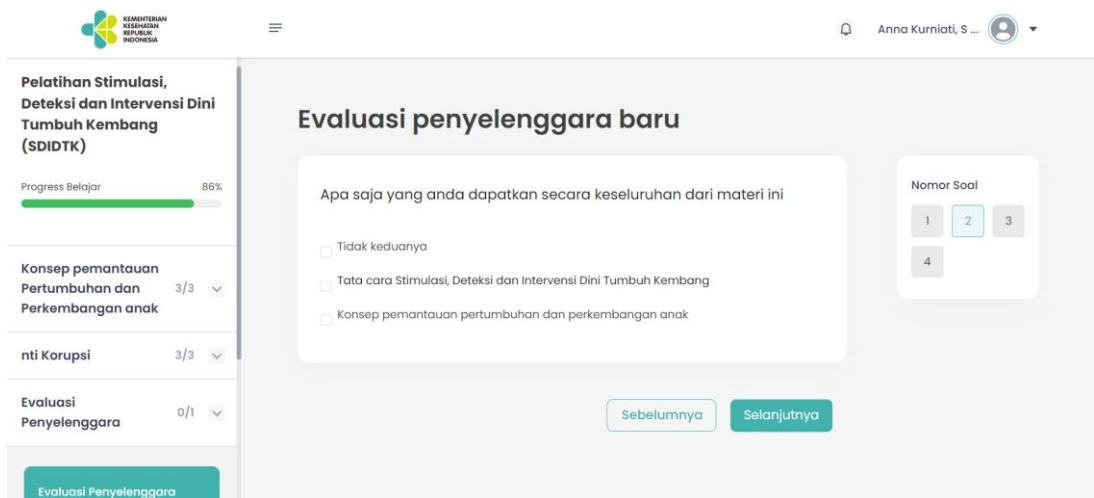 KEMENTERIAN
KESEHATAN
REPUBLIK
INDONESIA
Anna Kurniati, S ...
Pelatihan Stimulasi,
Deteksi dan Intervensi Dini
Tumbuh Kembang
(SDIDTK)
Progress Belajar 86%
Konsep pemantauan
Pertumbuhan dan 3/3
Perkembangan anak
nti Korupsi 3/3
Evaluasi
Penyelenggara 0/1
Evaluasi Penyelenggara
Evaluasi penyelenggara baru
Apa saja yang anda dapatkan secara keseluruhan dari materi ini
Tidak keduanya
Tata cara Stimulasi, Deteksi dan Intervensi Dini Tumbuh Kembang
Konsep pemantauan pertumbuhan dan perkembangan anak
Sebelumnya Selanjutnya
Nomor Soal
1 2 3
4